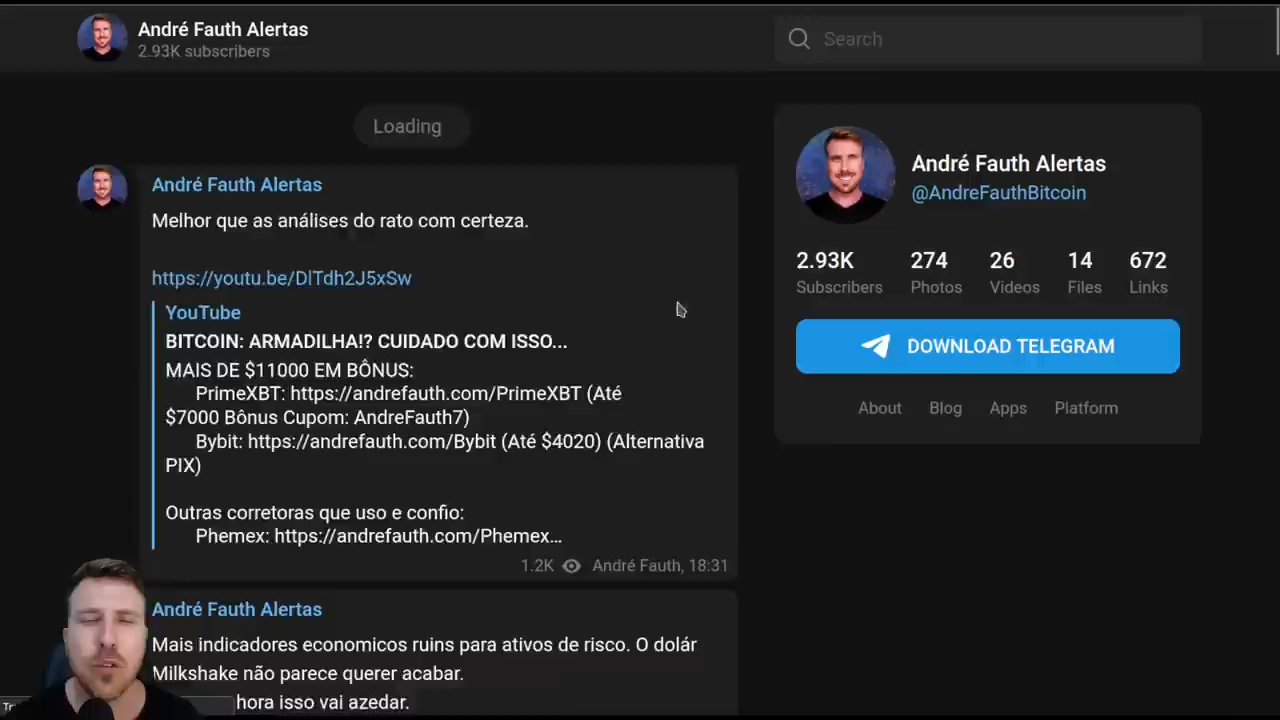 André Fauth Alertas
2.93K subscribers
Search
Loading
André Fauth Alertas
Melhor que as análises do rato com certeza.
https://youtu.be/DlTdh2J5xSw
YouTube
BITCOIN: ARMADILHA!? CUIDADO COM ISSO...
MAIS DE $11000 EM BÔNUS:
PrimeXBT: https://andrefauth.com/PrimeXBT (Até
$7000 Bônus Cupom: AndreFauth7)
Bybit: https://andrefauth.com/Bybit (Até $4020) (Alternativa
PIX)
Outras corretoras que uso e confio:
Phemex: https://andrefauth.com/Phemex…
1.2K André Fauth, 18:31
André Fauth Alertas
Mais indicadores economicos ruins para ativos de risco. O dolár
Milkshake não parece querer acabar.
hora isso vai azedar.
André Fauth Alertas
@AndreFauthBitcoin
2.93K 274 26 14 672
Subscribers Photos Videos Files Links
DOWNLOAD TELEGRAM
About Blog Apps Platform